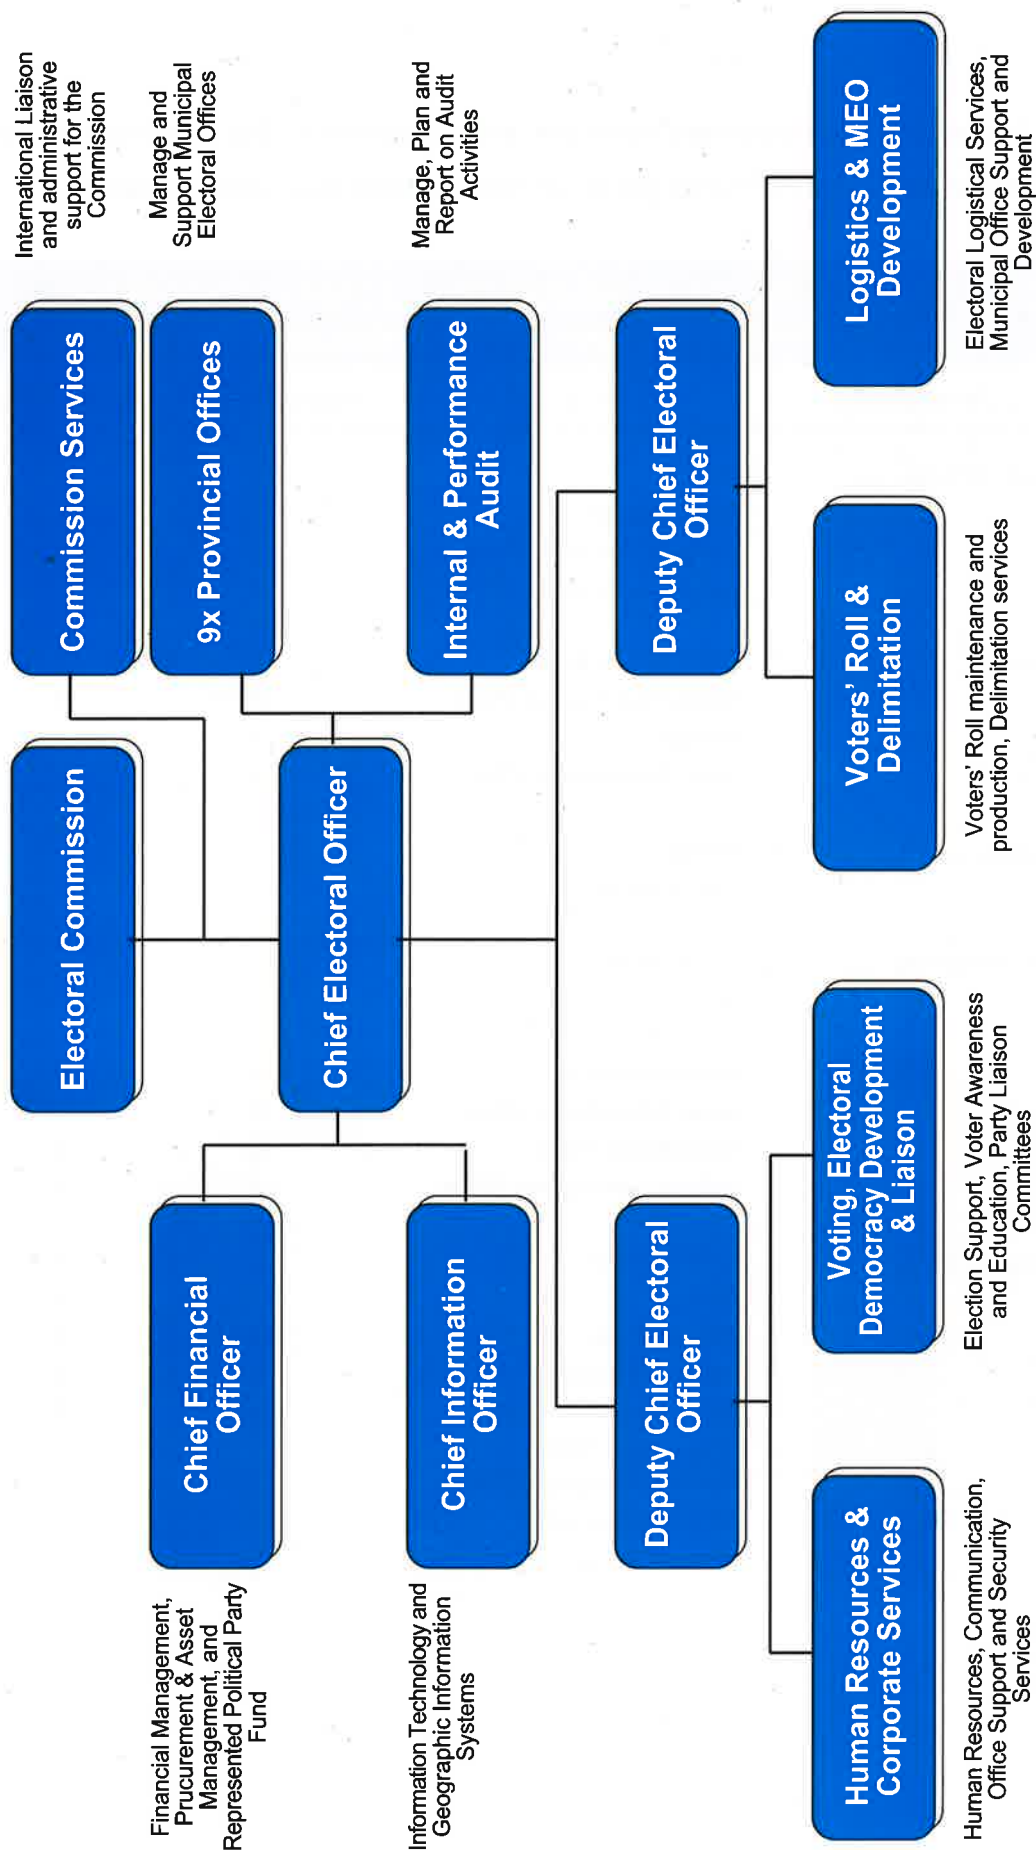 Electoral Commission
Commission Services
International Liaison
and administrative
support for the
Commission
Financial Management,
Prucurement & Asset
Management, and
Represented Political Party
Fund
Chief Financial
Officer
9x Provincial Offices
Manage and
Support Municipal
Electoral Offices
Chief Electoral Officer
Information Technology and
Geographic Information
Systems
Chief Information
Officer
Internal & Performance
Audit
Manage, Plan and
Report on Audit
Activities
Deputy Chief Electoral
Officer
Deputy Chief Electoral
Officer
Human Resources &
Corporate Services
Voting, Electoral
Democracy Development
& Liaison
Voters' Roll &
Delimitation
Logistics & MEO
Development
Human Resources, Communication,
Office Support and Security
Services
Election Support, Voter Awareness
and Education, Party Liaison
Committees
Voters' Roll maintenance and
production, Delimitation services
Electoral Logistical Services,
Municipal Office Support and
Development